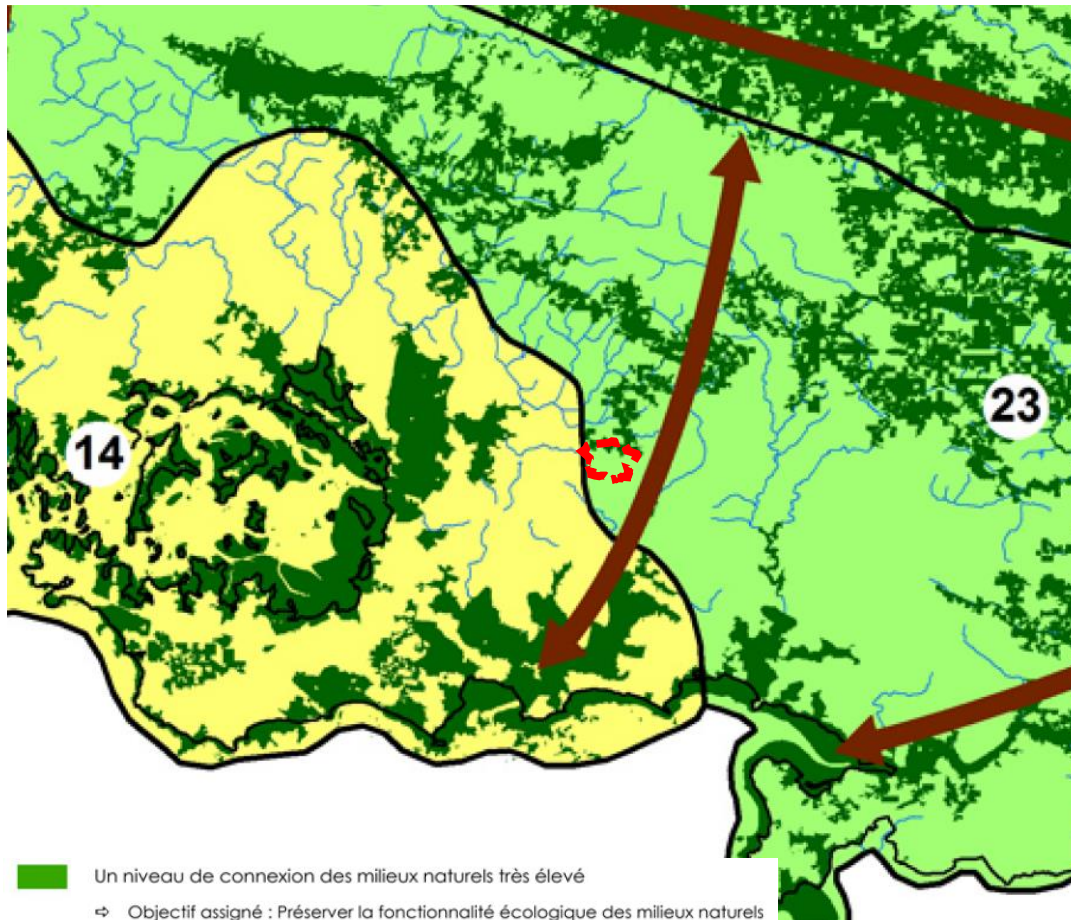 23
14
Un niveau de connexion des milieux naturels très élevé
⇨ Objectif assigné : Préserver la fonctionnalité écologique des milieux naturels